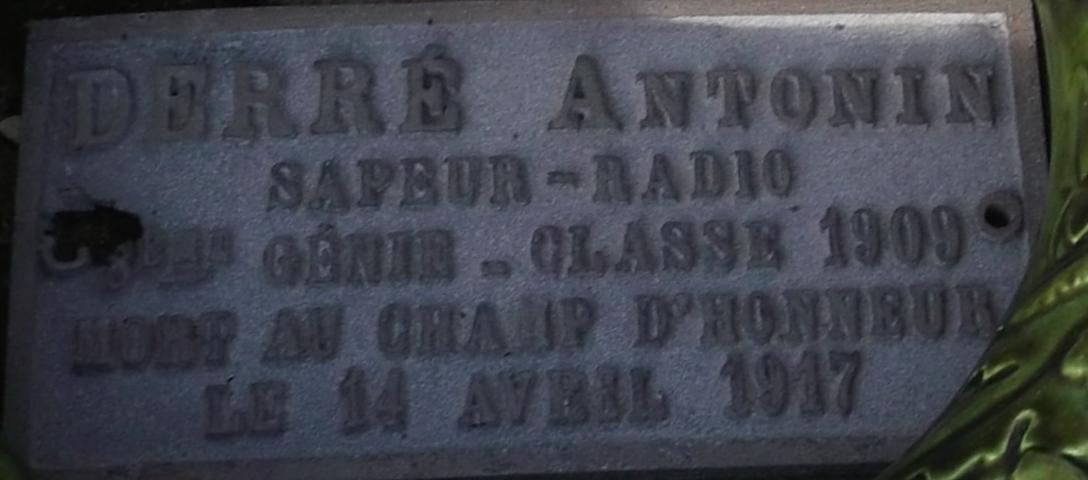 DERRÉ ANTONIN
SAPEUR-RADIO
GÉNIE - CLASSE 1909
MORT AU CHAMP D'HONNEUR
LE 14 AVRIL 1917